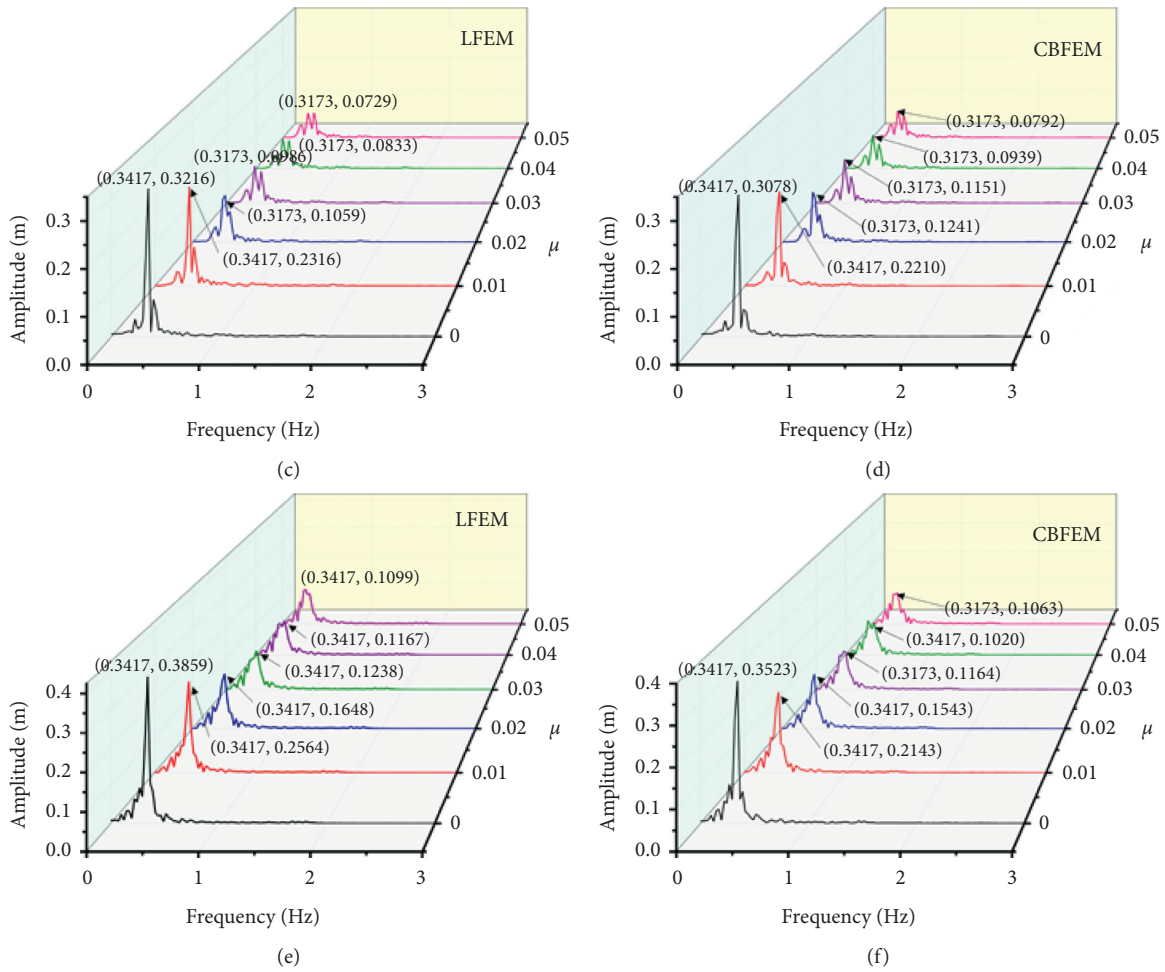 LFEM
(0.3173, 0.0729)
(0.3173, 0.0833)
(0.3173, 0.0986)
(0.3417, 0.3216)
(0.3173, 0.1059)
(0.3417, 0.2316)
Amplitude (m)
0.3
0.2
0.1
0.0
0 1 2 3
Frequency (Hz)
0.05
0.04
0.03
0.02
0.01
0
μ
(c)
CBFEM
(0.3173, 0.0792)
(0.3173, 0.0939)
(0.3173, 0.1151)
(0.3417, 0.3078)
(0.3173, 0.1241)
(0.3417, 0.2210)
Amplitude (m)
0.3
0.2
0.1
0.0
0 1 2 3
Frequency (Hz)
0.05
0.04
0.03
0.02
0.01
0
μ
(d)
LFEM
(0.3417, 0.1099)
(0.3417, 0.1167)
(0.3417, 0.1238)
(0.3417, 0.3859)
(0.3417, 0.1648)
(0.3417, 0.2564)
Amplitude (m)
0.4
0.3
0.2
0.1
0.0
0 1 2 3
Frequency (Hz)
0.05
0.04
0.03
0.02
0.01
0
μ
(e)
CBFEM
(0.3173, 0.1063)
(0.3417, 0.1020)
(0.3173, 0.1164)
(0.3417, 0.3523)
(0.3417, 0.1543)
(0.3417, 0.2143)
Amplitude (m)
0.4
0.3
0.2
0.1
0.0
0 1 2 3
Frequency (Hz)
0.05
0.04
0.03
0.02
0.01
0
μ
(f)